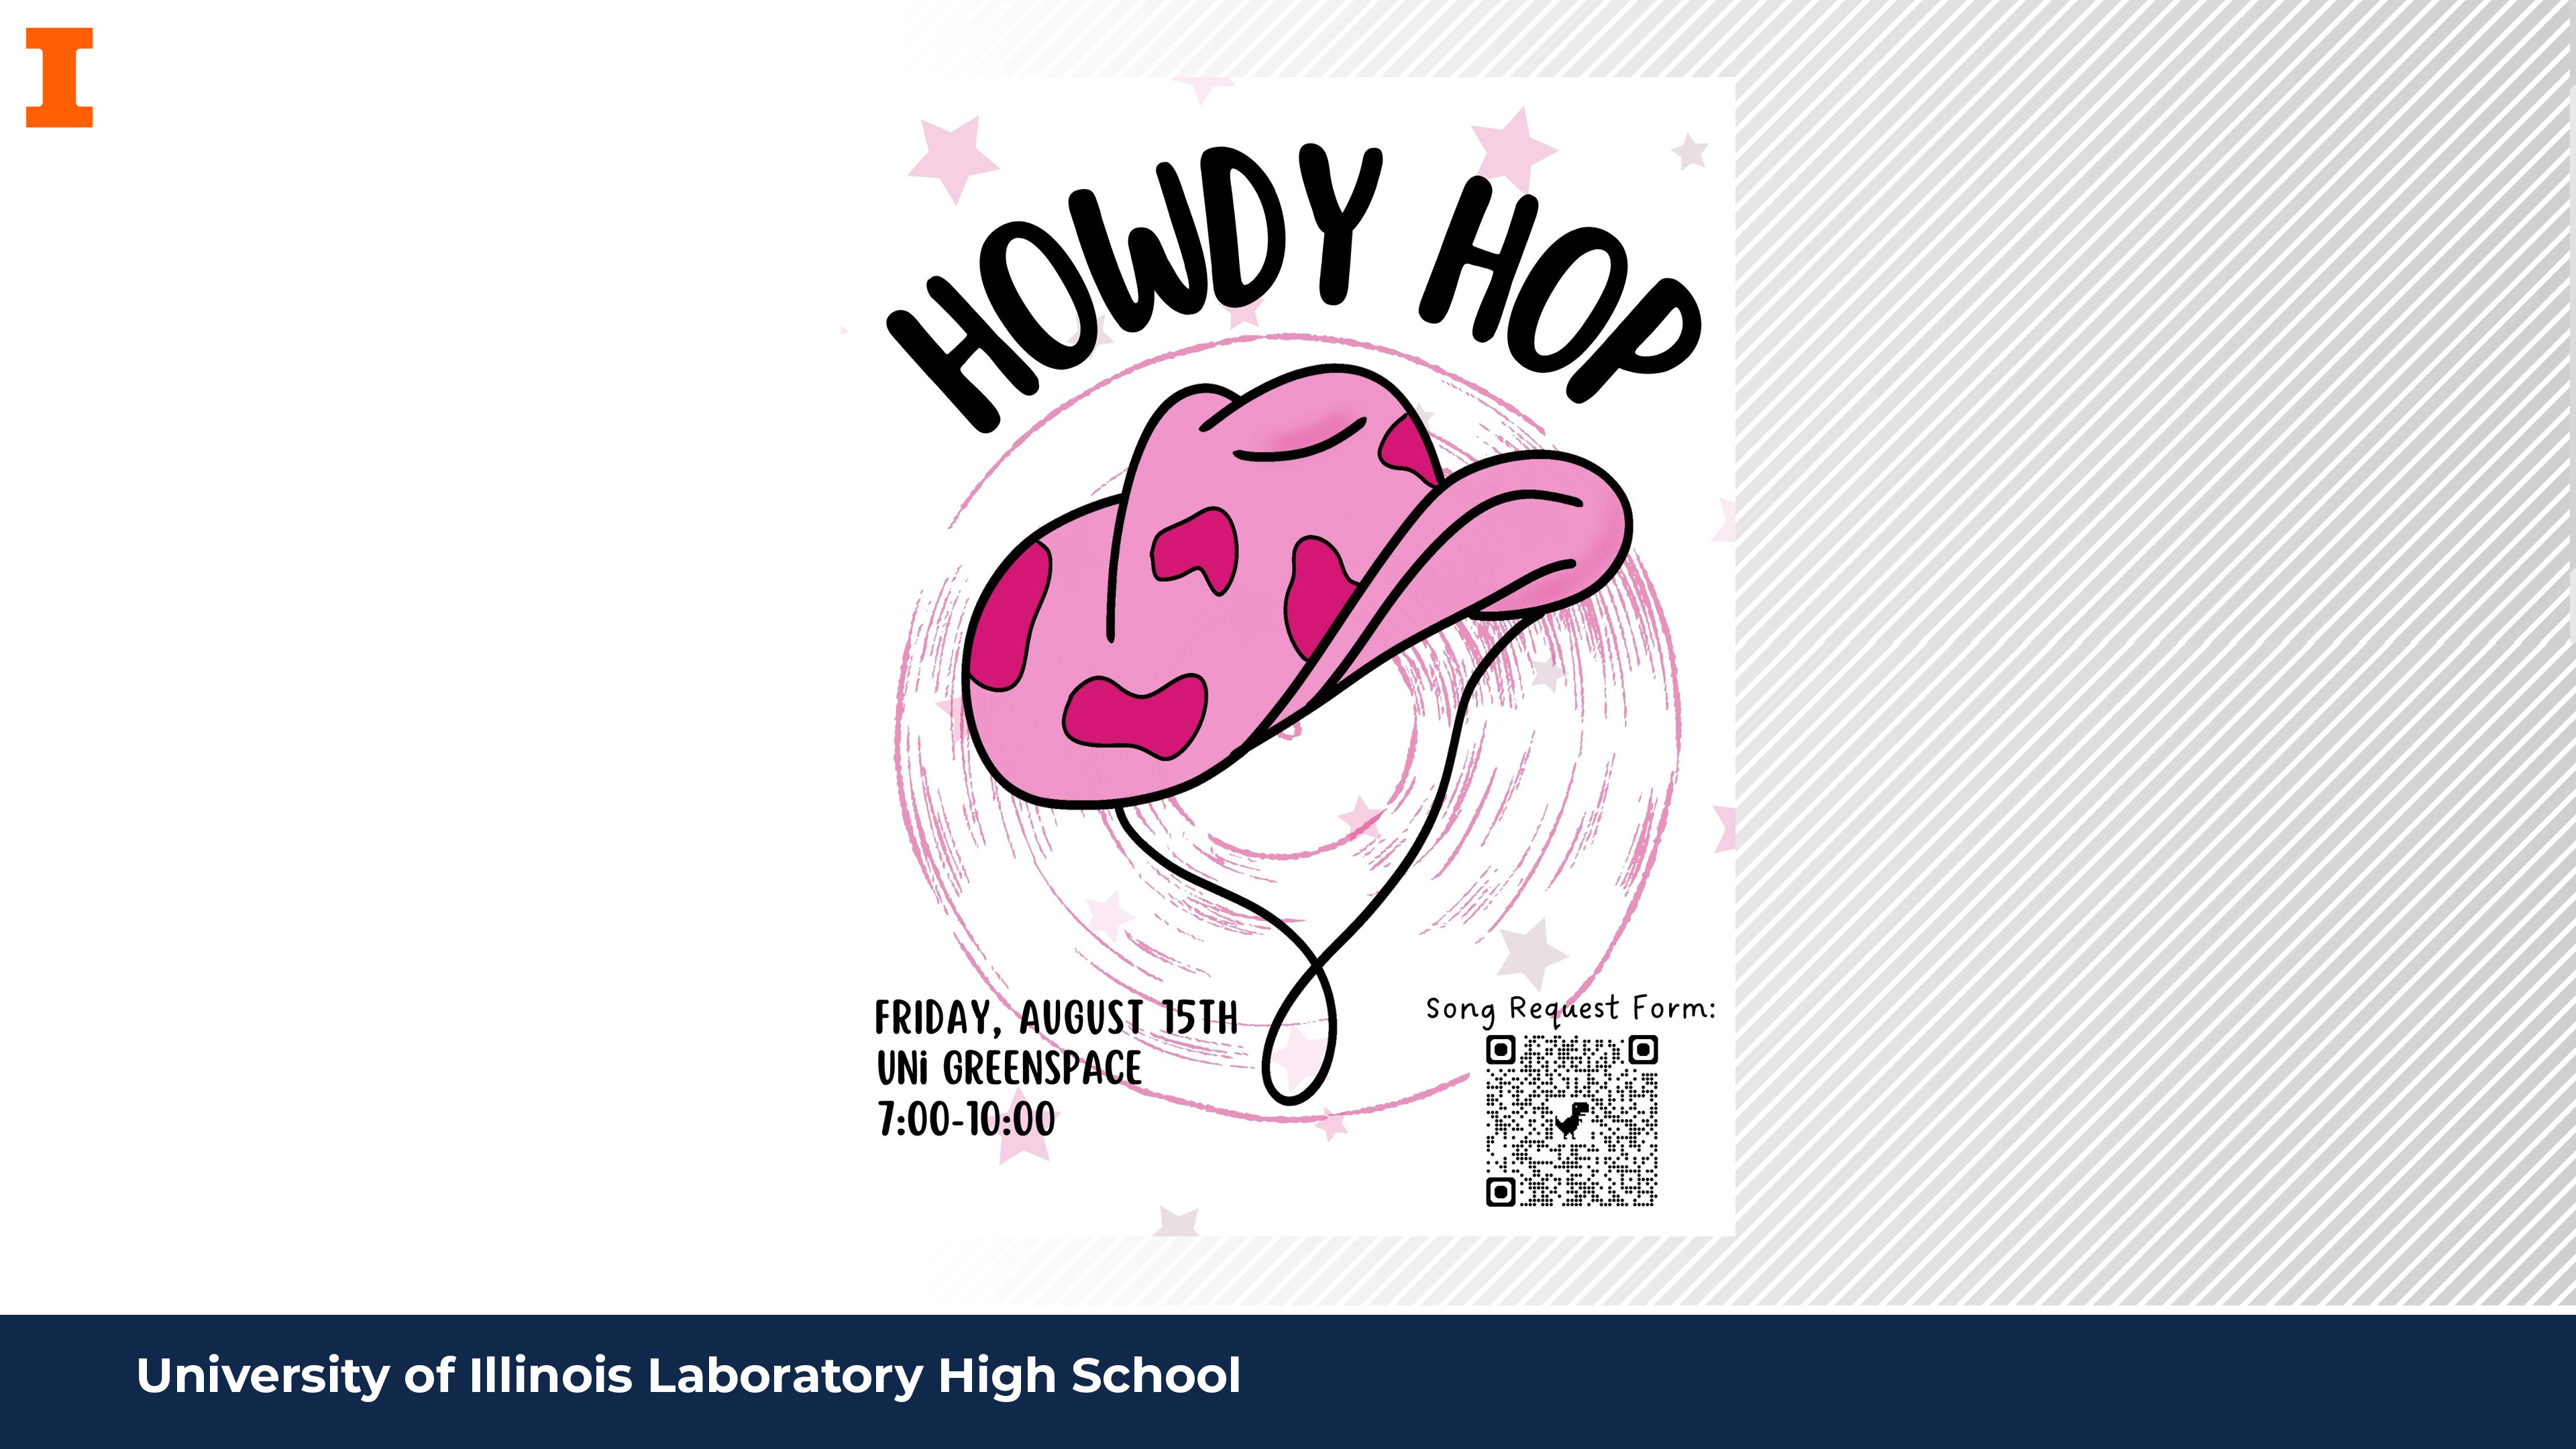 I
HOWDY HOP
FRIDAY, AUGUST 15TH
UNi GREENSPACE
7:00-10:00
Song Request Form:
University of Illinois Laboratory High School